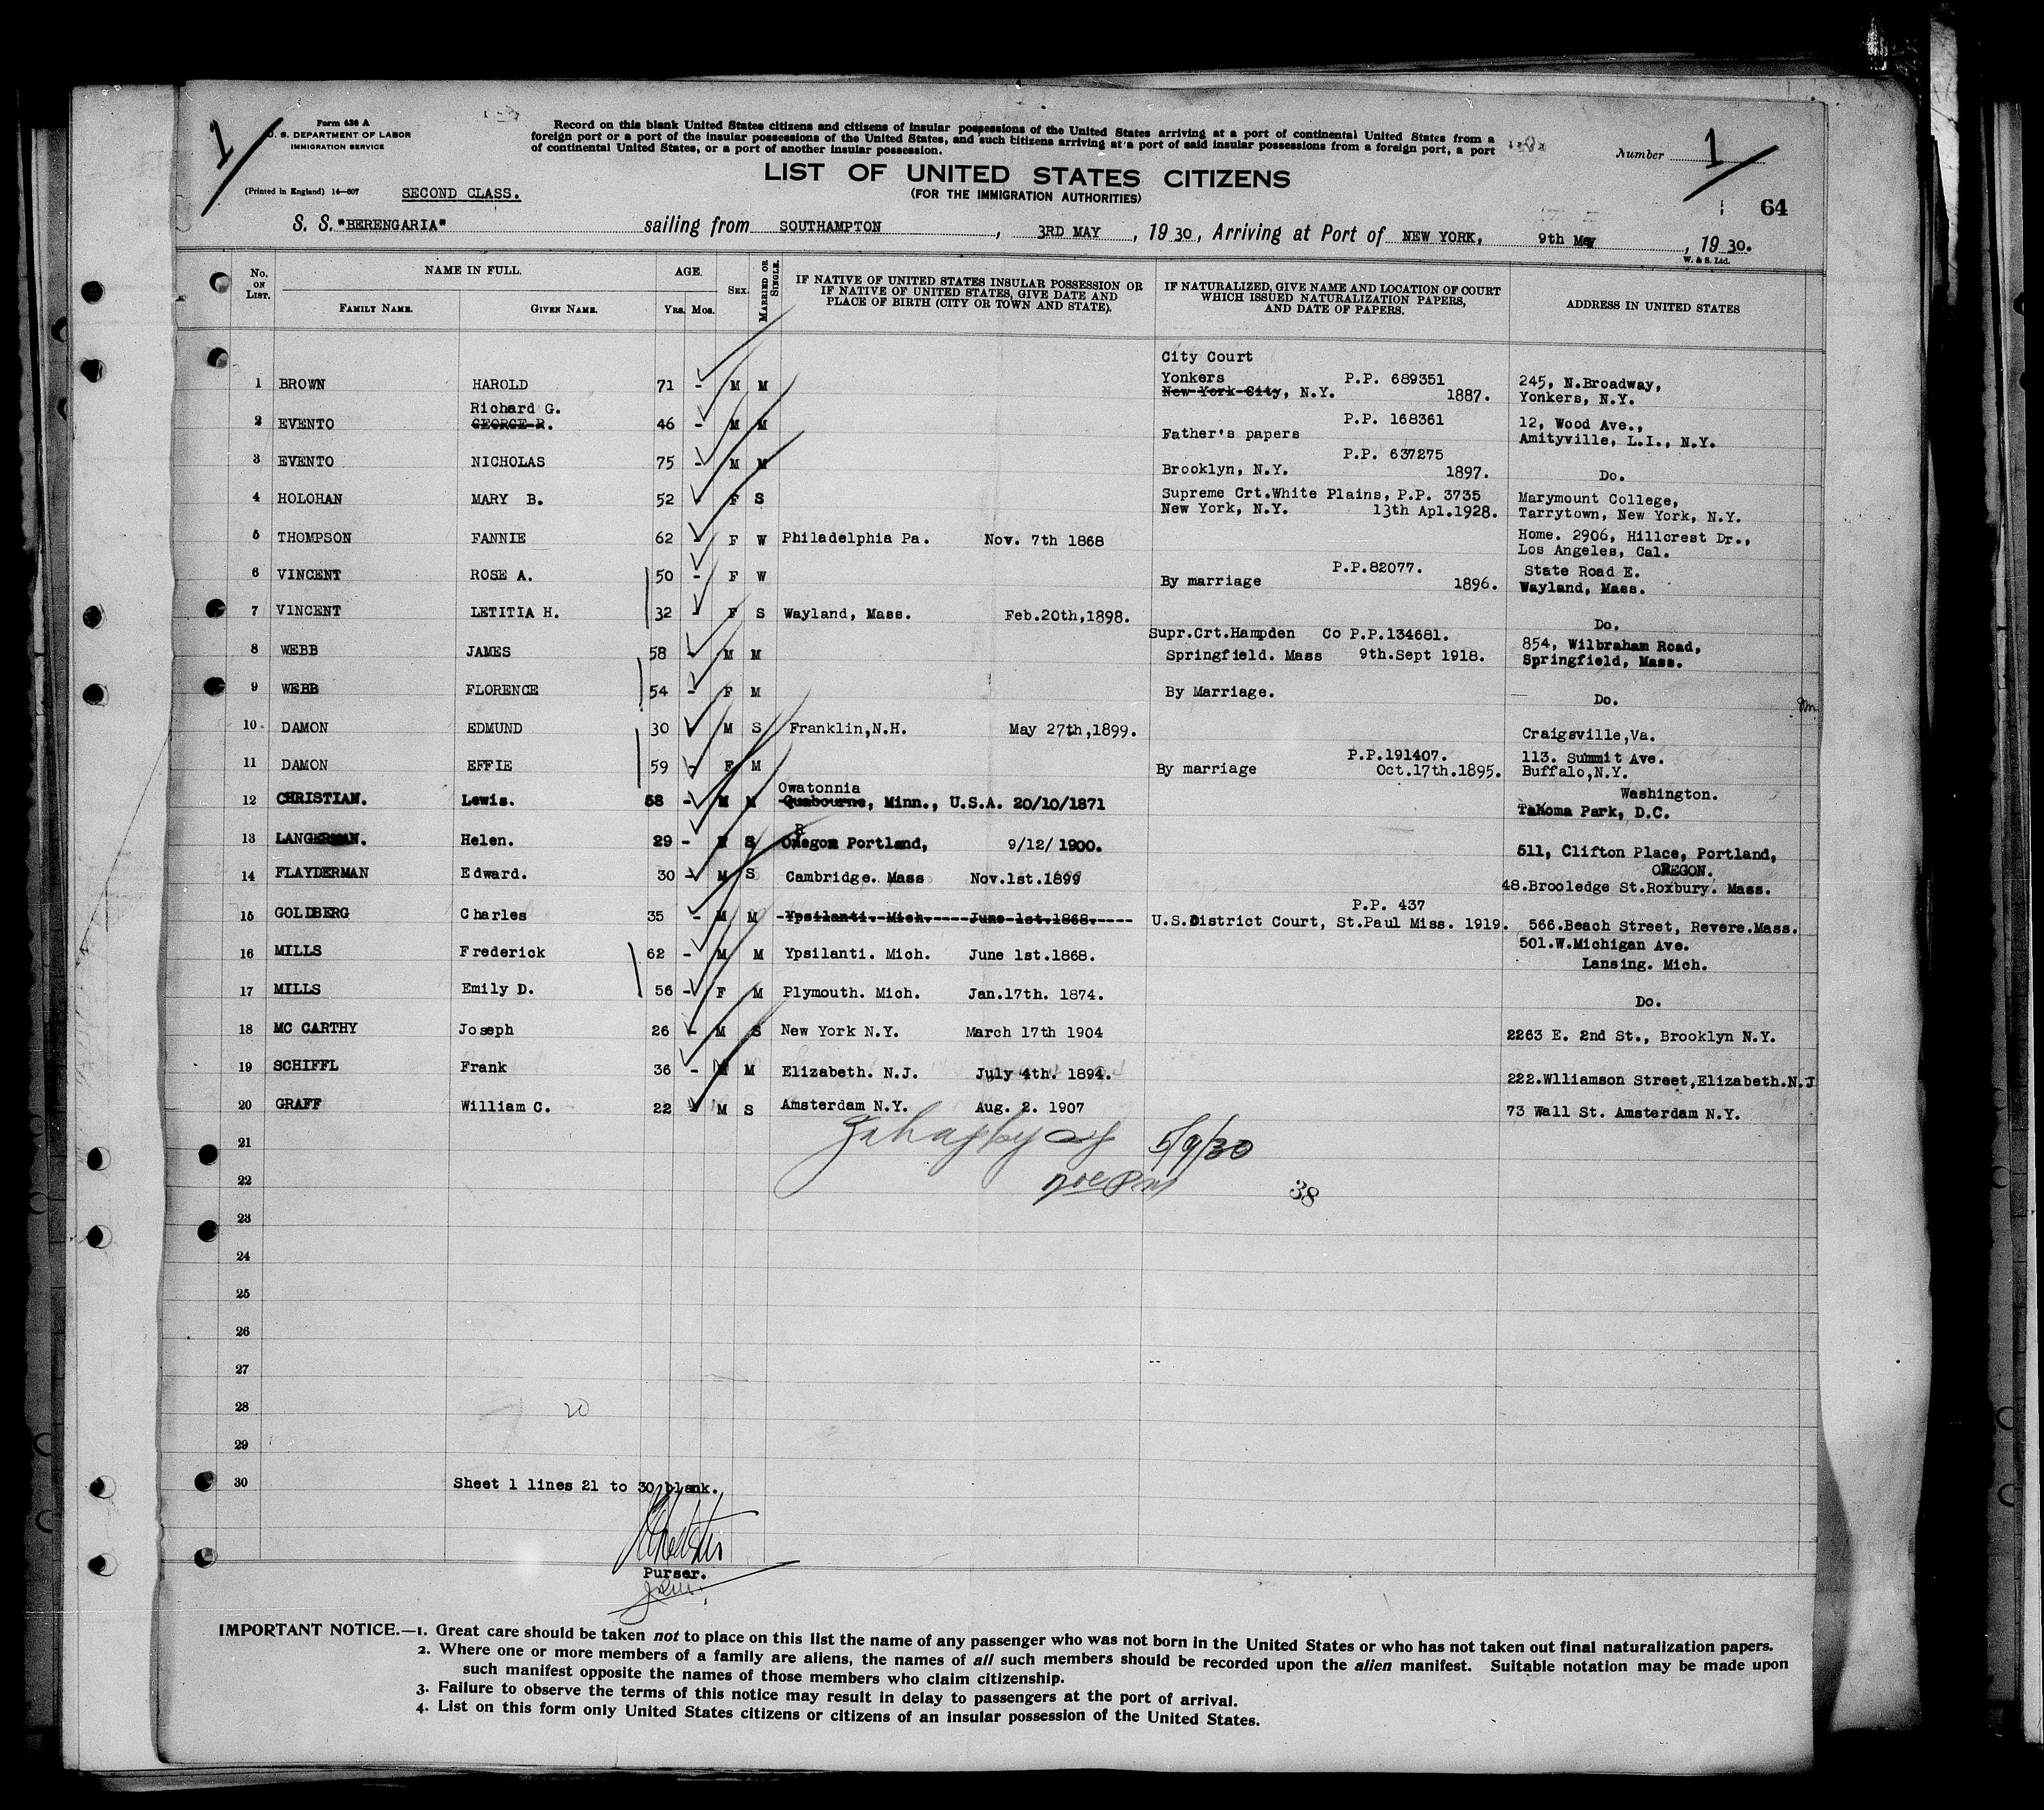 1
Form 630 A
U. S. DEPARTMENT OF LABOR
IMMIGRATION SERVICE
(Printed in England) 14—607
Record on this blank United States citizens and citizens of insular possessions of the United States arriving at a port of continental United States from a
foreign port or a port of the insular possessions of the United States, and such citizens arriving at a port of said insular possessions from a foreign port, a port
of continental United States, or a port of another insular possession.
Number 1
LIST OF UNITED STATES CITIZENS
(FOR THE IMMIGRATION AUTHORITIES)
SECOND CLASS.
64
S. S. "BERENGARIA" sailing from SOUTHAMPTON, 3RD MAY, 1930, Arriving at Port of NEW YORK, 9th May, 1930.
W. & S. Ltd.
No. ON LIST. NAME IN FULL. AGE. SEX. MARRIED OR SINGLE. IF NATIVE OF UNITED STATES INSULAR POSSESSION OR IF NATIVE OF UNITED STATES, GIVE DATE AND PLACE OF BIRTH (CITY OR TOWN AND STATE). IF NATURALIZED, GIVE NAME AND LOCATION OF COURT WHICH ISSUED NATURALIZATION PAPERS, AND DATE OF PAPERS. ADDRESS IN UNITED STATES
FAMILY NAME. GIVEN NAME. YRS. MOS.
City Court
1 BROWN HAROLD 71 - M M Yonkers P.P. 689351 245, N.Broadway,
New York City, N.Y. 1887. Yonkers, N.Y.
Richard G.
2 EVENTO GEORGE R. 46 - M M P.P. 168361 12, Wood Ave.,
Father's papers Amityville, L.I., N.Y.
3 EVENTO NICHOLAS 75 - M M P.P. 637275
Brooklyn, N.Y. 1897. Do.
4 HOLOHAN MARY B. 52 - F S Supreme Crt.White Plains, P.P. 3735 Marymount College,
New York, N.Y. 13th Apl.1928. Tarrytown, New York, N.Y.
5 THOMPSON FANNIE 62 - F W Philadelphia Pa. Nov. 7th 1868 Home. 2906, Hillcrest Dr.,
Los Angeles, Cal.
6 VINCENT ROSE A. 50 - F W P.P.82077. State Road E.
By marriage 1896. Wayland, Mass.
7 VINCENT LETITIA H. 32 - F S Wayland, Mass. Feb.20th,1898. Do.
Supr.Crt.Hampden Co P.P.134681.
8 WEBB JAMES 58 - M M Springfield. Mass 9th.Sept 1918. 854, Wilbraham Road,
Springfield, Mass.
9 WEBB FLORENCE 54 - F M By Marriage. Do.
10 DAMON EDMUND 30 - M S Franklin,N.H. May 27th,1899. Craigsville,Va.
11 DAMON EFFIE 59 - F M P.P.191407. 113. Summit Ave.
By marriage Oct.17th.1895. Buffalo,N.Y.
Owatonnia
12 CHRISTIAN. Lewis. 58 - M M Quabourne, Minn., U.S.A. 20/10/1871 Washington.
Takoma Park, D.C.
R
13 LANGERMAN. Helen. 29 - F S Onegon Portland, 9/12/1900. 511, Clifton Place, Portland,
OREGON.
14 FLAYDERMAN Edward. 30 - M S Cambridge. Mass Nov.1st.1899 48.Brooledge St.Roxbury. Mass.
P.P. 437
15 GOLDBERG Charles 35 - M M Ypsilanti. Mich. June 1st.1868. U.S.District Court, St.Paul Miss. 1919. 566.Beach Street, Revere.Mass.
16 MILLS Frederick 62 - M M Ypsilanti. Mich. June 1st.1868. 501.W.Michigan Ave.
Lansing. Mich.
17 MILLS Emily D. 56 - F M Plymouth. Mich. Jan.17th. 1874. Do.
18 MC CARTHY Joseph 26 - M S New York N.Y. March 17th 1904 2263 E. 2nd St., Brooklyn N.Y.
19 SCHIFFL Frank 36 - M M Elizabeth. N.J. July 4th. 1894. 222.Wlliamson Street,Elizabeth.N.J
20 GRAFF William C. 22 - M S Amsterdam N.Y. Aug. 2. 1907 73 Wall St. Amsterdam N.Y.
21 5/9/30
22 38
23
24
25
26
27
28 20
29
30 Sheet 1 lines 21 to 30 blank.
Purser.
IMPORTANT NOTICE.—1. Great care should be taken not to place on this list the name of any passenger who was not born in the United States or who has not taken out final naturalization papers.
2. Where one or more members of a family are aliens, the names of all such members should be recorded upon the alien manifest. Suitable notation may be made upon
such manifest opposite the names of those members who claim citizenship.
3. Failure to observe the terms of this notice may result in delay to passengers at the port of arrival.
4. List on this form only United States citizens or citizens of an insular possession of the United States.